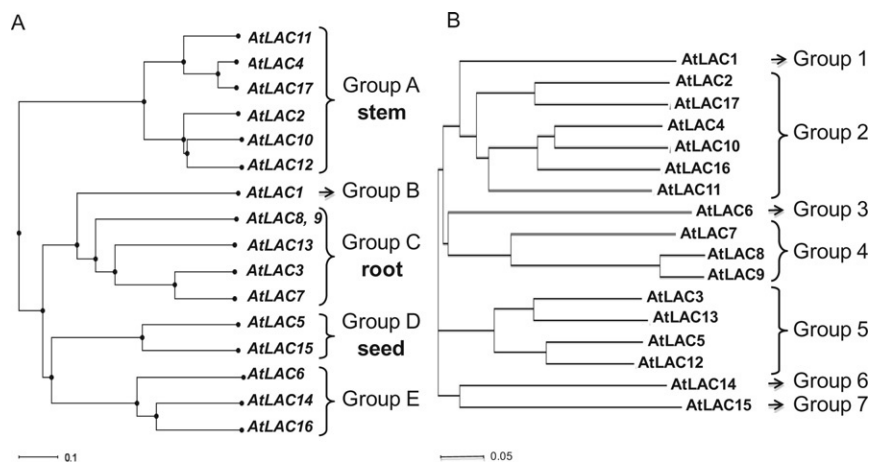 A
AtLAC11
AtLAC4
AtLAC17
AtLAC2
AtLAC10
AtLAC12
AtLAC1
AtLAC8, 9
AtLAC13
AtLAC3
AtLAC7
AtLAC5
AtLAC15
AtLAC6
AtLAC14
AtLAC16
Group A
stem
Group B
Group C
root
Group D
seed
Group E
0.1
B
AtLAC1
AtLAC2
AtLAC17
AtLAC4
AtLAC10
AtLAC16
AtLAC11
AtLAC6
AtLAC7
AtLAC8
AtLAC9
AtLAC3
AtLAC13
AtLAC5
AtLAC12
AtLAC14
AtLAC15
Group 1
Group 2
Group 3
Group 4
Group 5
Group 6
Group 7
0.05